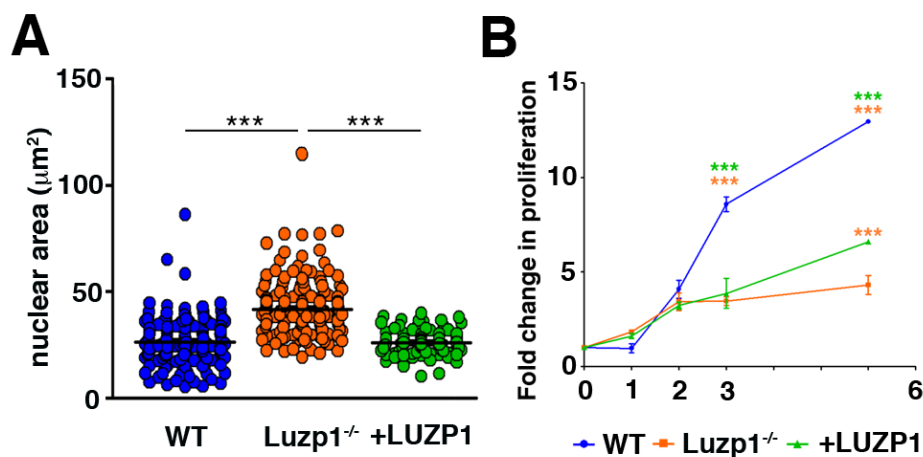 A
nuclear area (μm²)
150
100
50
0
***
***
WT
Luzp1⁻/⁻
+LUZP1
B
Fold change in proliferation
15
10
5
0
***
***
***
***
***
0
1
2
3
6
WT
Luzp1⁻/⁻
+LUZP1